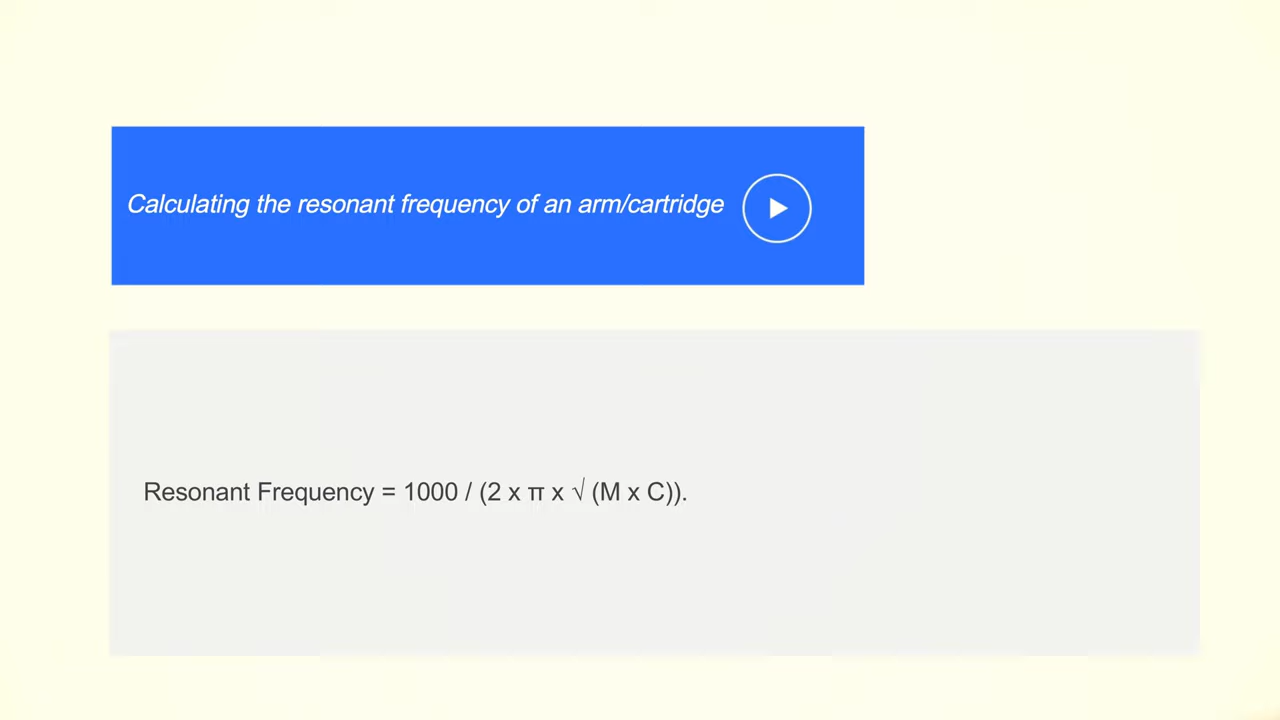 Calculating the resonant frequency of an arm/cartridge
Resonant Frequency = 1000 / (2 x π x √ (M x C)).